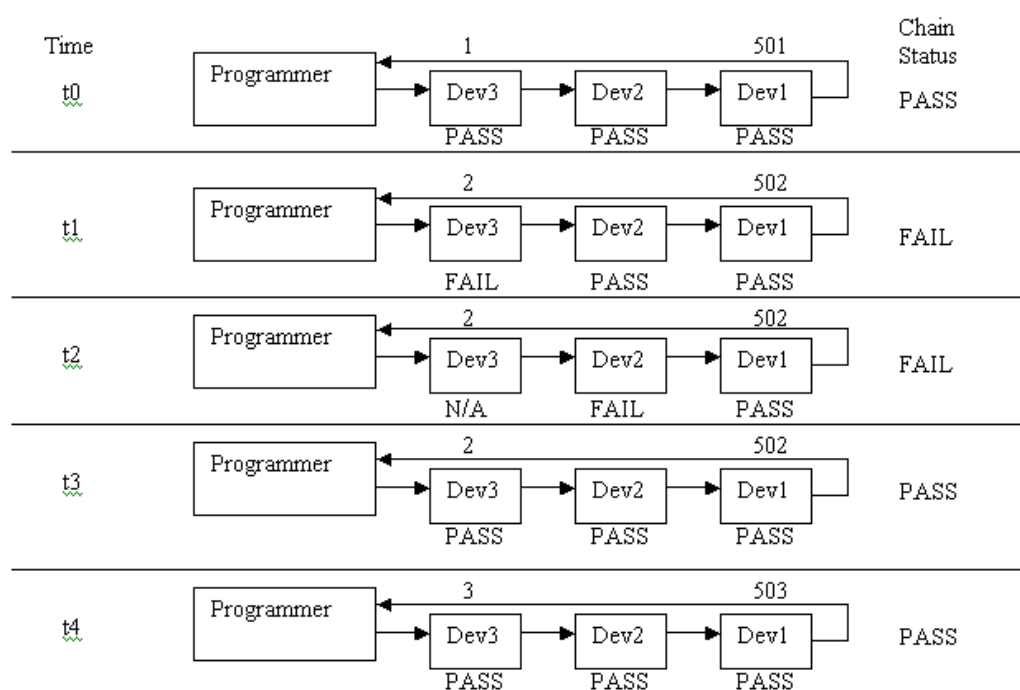 Time
Chain
Status
1 501
Programmer
t0
Dev3 Dev2 Dev1
PASS
PASS PASS PASS
2 502
Programmer
t1
Dev3 Dev2 Dev1
FAIL
FAIL PASS PASS
2 502
Programmer
t2
Dev3 Dev2 Dev1
FAIL
N/A FAIL PASS
2 502
Programmer
t3
Dev3 Dev2 Dev1
PASS
PASS PASS PASS
3 503
Programmer
t4
Dev3 Dev2 Dev1
PASS
PASS PASS PASS